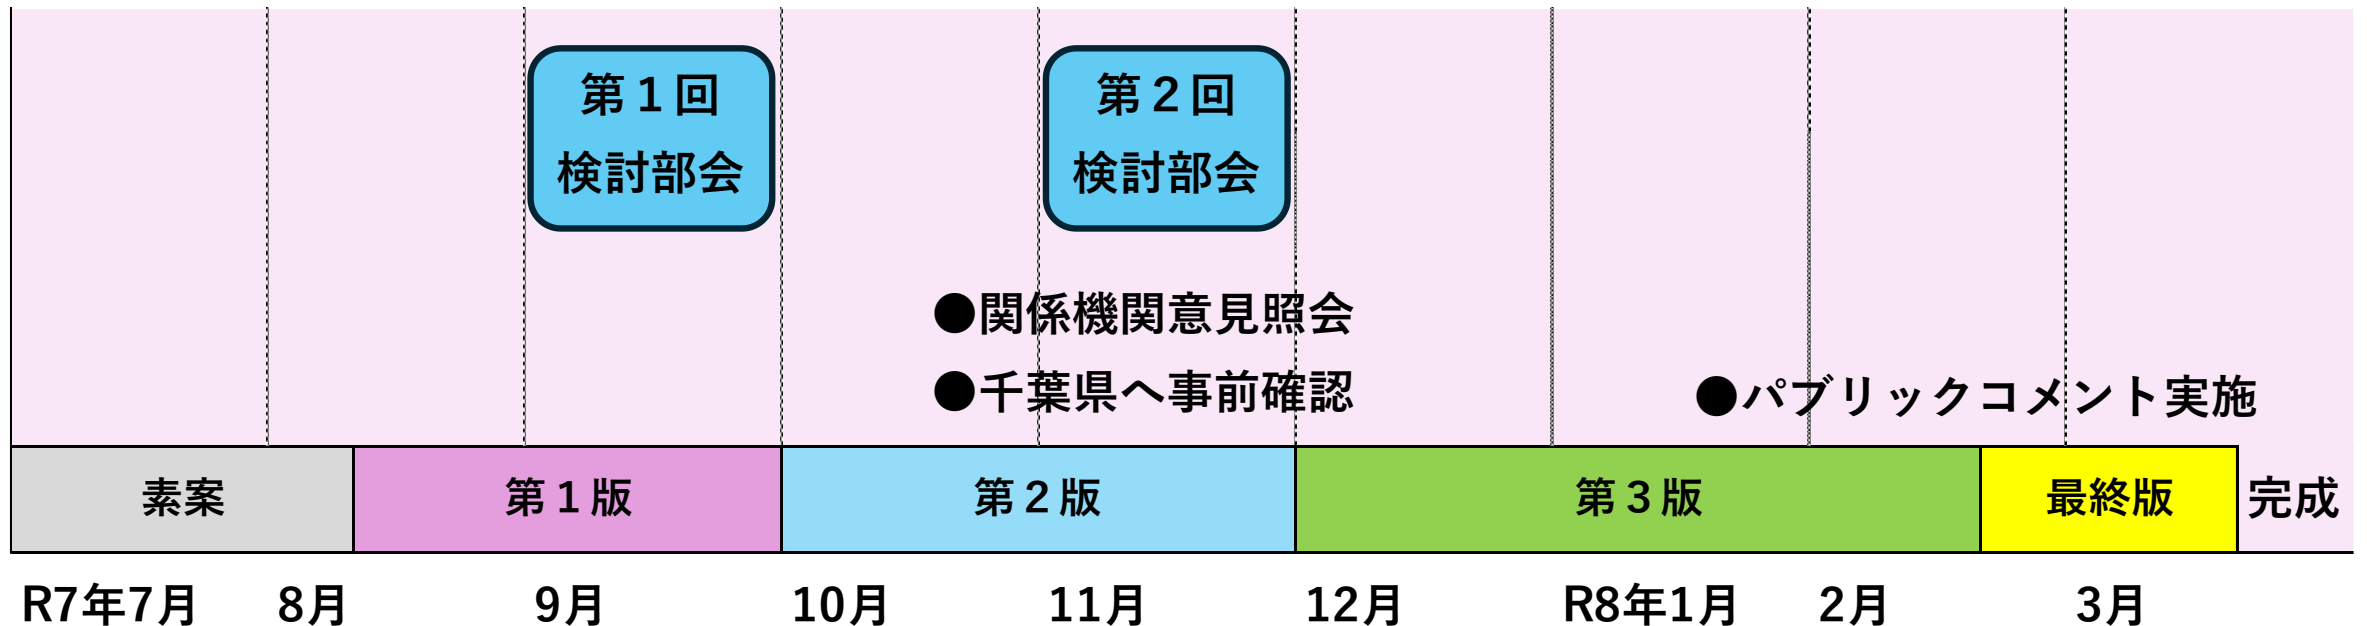 第１回
検討部会
第２回
検討部会
●関係機関意見照会
●千葉県へ事前確認
●パブリックコメント実施
素案
第１版
第２版
第３版
最終版
完成
R7年7月
8月
9月
10月
11月
12月
R8年1月
2月
3月